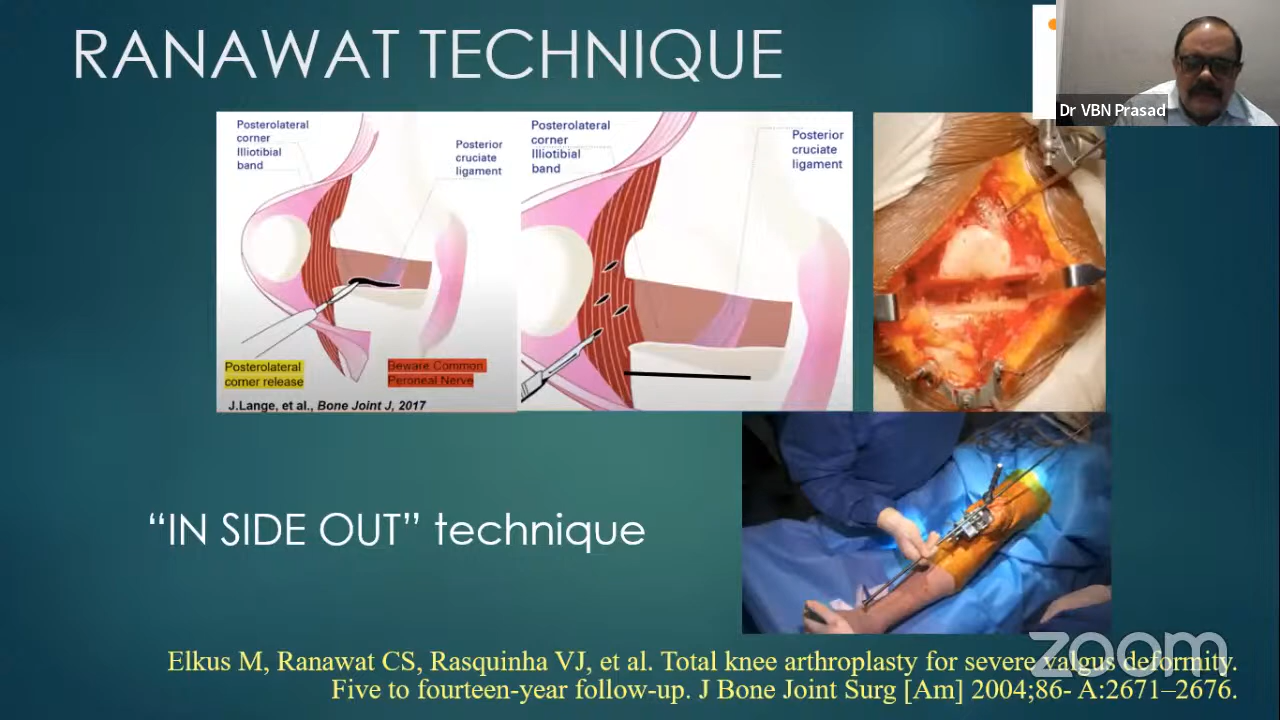 RANAWAT TECHNIQUE
Dr VBN Prasad
Posterolateral
corner
Illiotibial
band
Posterior
cruciate
ligament
Posterolateral
corner release
Beware Common
Peroneal Nerve
J.Lange, et al., Bone Joint J, 2017
Posterolateral
corner
Illiotibial
band
Posterior
cruciate
ligament
“IN SIDE OUT” technique
zoom
Elkus M, Ranawat CS, Rasquinha VJ, et al. Total knee arthroplasty for severe valgus deformity.
Five to fourteen-year follow-up. J Bone Joint Surg [Am] 2004;86- A:2671–2676.